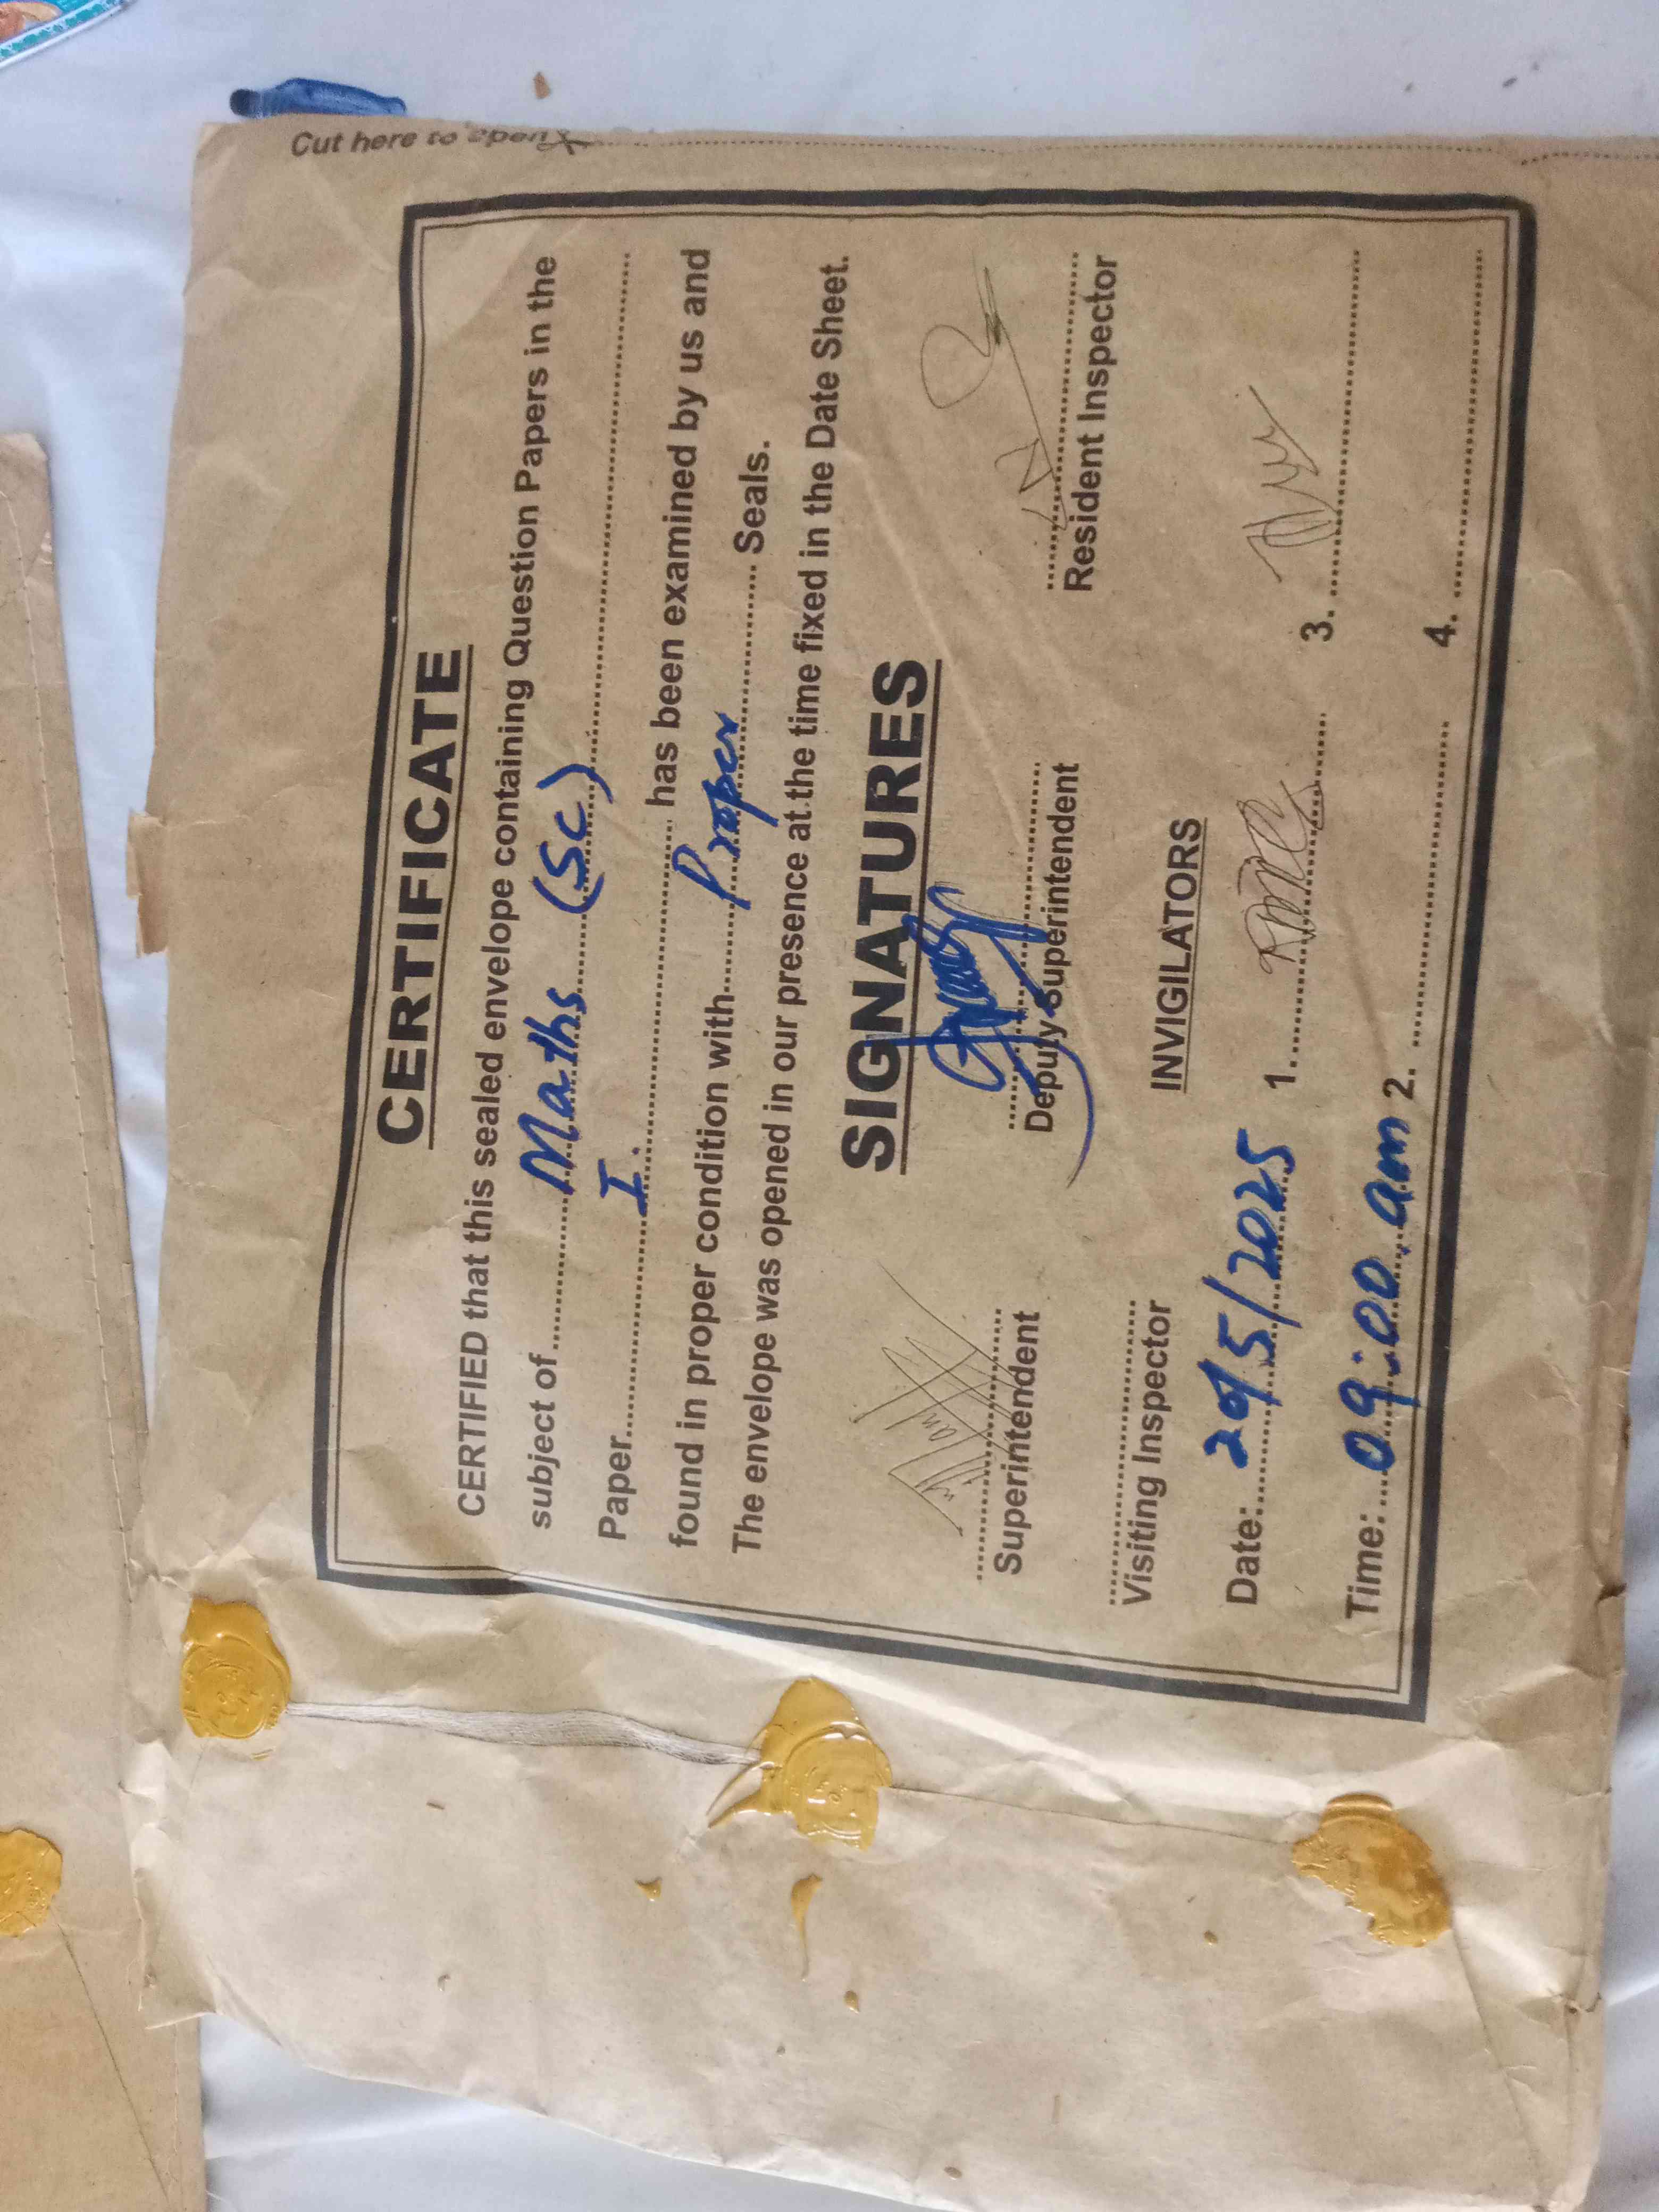 Cut here to open
CERTIFICATE
CERTIFIED that this sealed envelope containing Question Papers in the
subject of..........Maths (Sc)..........
Paper..........I........... has been examined by us and
found in proper condition with.......Proper....... Seals.
The envelope was opened in our presence at the time fixed in the Date Sheet.
SIGNATURES
Superintendent Deputy Superintendent Resident Inspector
Visiting Inspector INVIGILATORS
Date:..../5/2025 1. .......... 3. ..........
Time:....09:00 am 2. .......... 4. ..........